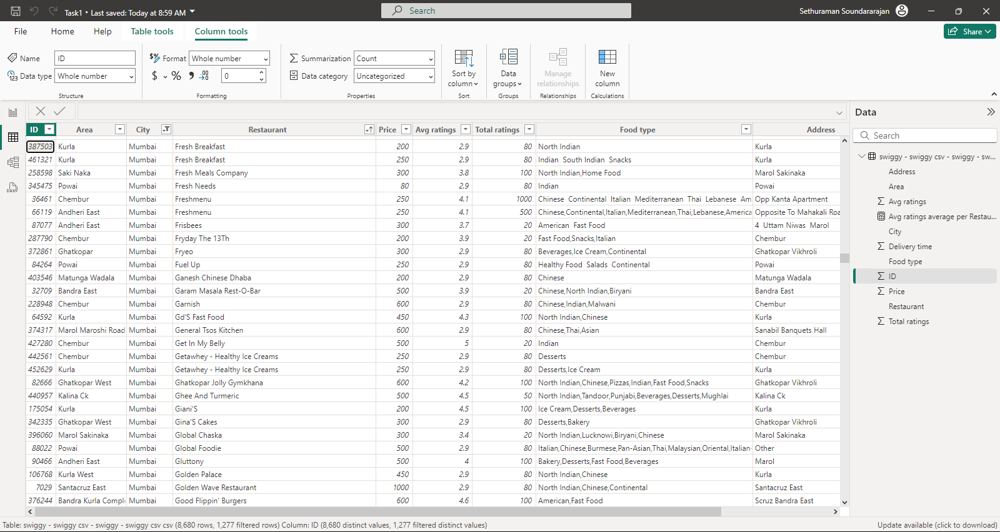 Task1 • Last saved: Today at 8:59 AM
Search
Sethuraman Soundararajan
File Home Help Table tools Column tools
Share
Name ID
Data type Whole number
Structure
Format Whole number
$ % 9 .00 0
Formatting
Summarization Count
Data category Uncategorized
Properties
Sort by column
Sort
Data groups
Groups
Manage relationships
Relationships
New column
Calculations
ID Area City Restaurant Price Avg ratings Total ratings Food type Address
387503 Kurla Mumbai Fresh Breakfast 200 2.9 80 North Indian Kurla
461321 Kurla Mumbai Fresh Breakfast 250 2.9 80 Indian South Indian Snacks Kurla
258598 Saki Naka Mumbai Fresh Meals Company 300 3.8 100 North Indian,Home Food Marol Sakinaka
345475 Powai Mumbai Fresh Needs 80 2.9 80 Indian Powai
36461 Chembur Mumbai Freshmenu 250 4.1 1000 Chinese Continental Italian Mediterranean Thai Lebanese Am Opp Kanta Apartment
66119 Andheri East Mumbai Freshmenu 250 4.1 500 Chinese,Continental,Italian,Mediterranean,Thai,Lebanese,America Opposite To Mahakali Roa
87077 Andheri East Mumbai Frisbees 300 3.7 20 American Fast Food 4 Uttam Niwas Marol
287790 Chembur Mumbai Fryday The 13Th 200 3.9 20 Fast Food,Snacks,Italian Chembur
372861 Ghatkopar Mumbai Fryeo 300 2.9 80 Beverages,Ice Cream,Continental Ghatkopar Vikhroli
84264 Powai Mumbai Fuel Up 250 2.9 80 Healthy Food Salads Continental Powai
403546 Matunga Wadala Mumbai Ganesh Chinese Dhaba 200 2.9 80 Chinese Matunga Wadala
32709 Bandra East Mumbai Garam Masala Rest-O-Bar 500 3.9 20 Chinese,North Indian,Biryani Bandra East
228948 Chembur Mumbai Garnish 600 2.9 80 Chinese,Indian,Malwani Chembur
64592 Kurla Mumbai Gd'S Fast Food 450 4.3 100 North Indian,Chinese Kurla
374317 Marol Maroshi Road Mumbai General Tsos Kitchen 600 2.9 80 Chinese,Thai,Asian Sanabil Banquets Hall
427280 Chembur Mumbai Get In My Belly 500 5 20 Indian Chembur
442561 Chembur Mumbai Getawhey - Healthy Ice Creams 250 2.9 80 Desserts Chembur
452629 Kurla Mumbai Getawhey - Healthy Ice Creams 250 2.9 80 Desserts,Ice Cream Kurla
82666 Ghatkopar West Mumbai Ghatkopar Jolly Gymkhana 600 4.2 100 North Indian,Chinese,Pizzas,Indian,Fast Food,Snacks Ghatkopar Vikhroli
440957 Kalina Ck Mumbai Ghee And Turmeric 500 4.5 50 North Indian,Tandoor,Punjabi,Beverages,Desserts,Mughlai Kalina Ck
175054 Kurla Mumbai Giani'S 200 4.5 100 Ice Cream,Desserts,Beverages Kurla
342335 Ghatkopar West Mumbai Gina'S Cakes 300 2.9 80 Desserts,Bakery Ghatkopar Vikhroli
396060 Marol Sakinaka Mumbai Global Chaska 300 3.4 20 North Indian,Lucknowi,Biryani,Chinese Marol Sakinaka
88022 Powai Mumbai Global Foodie 500 2.9 80 Italian,Chinese,Burmese,Pan-Asian,Thai,Malaysian,Oriental,Italian- Other
90466 Andheri East Mumbai Gluttony 500 4 100 Bakery,Desserts,Fast Food,Beverages Marol
106768 Kurla West Mumbai Golden Palace 450 2.9 80 North Indian,Chinese Kurla
7029 Santacruz East Mumbai Golden Wave Restaurant 1000 2.9 80 North Indian,Chinese,Continental Santacruz East
376244 Bandra Kurla Compl Mumbai Good Flippin' Burgers 600 4.6 100 American,Fast Food Scruz Bandra East
Data
Search
swiggy - swiggy csv - swiggy - sw...
Address
Area
Avg ratings
Avg ratings average per Restau...
City
Delivery time
Food type
ID
Price
Restaurant
Total ratings
Table: swiggy - swiggy csv - swiggy - swiggy csv csv (8,680 rows, 1,277 filtered rows) Column: ID (8,680 distinct values, 1,277 filtered distinct values)
Update available (click to download)